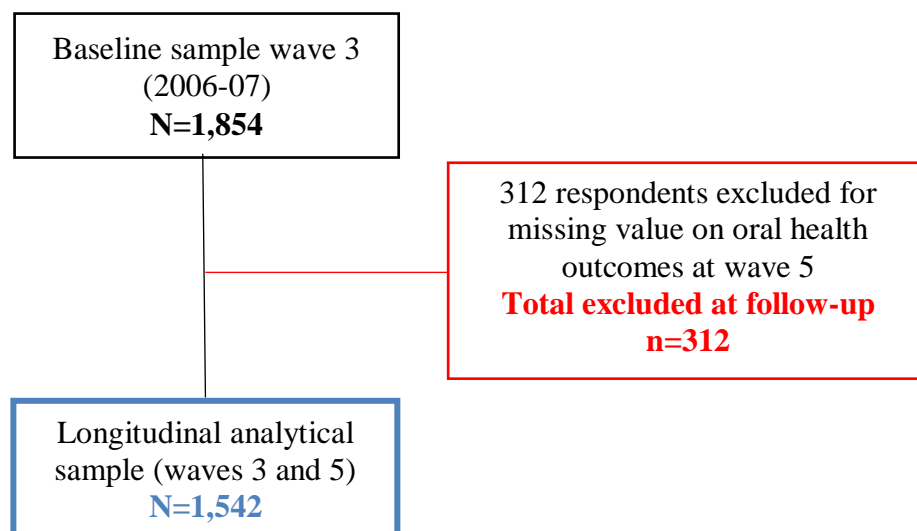 Baseline sample wave 3
(2006-07)
N=1,854
312 respondents excluded for
missing value on oral health
outcomes at wave 5
Total excluded at follow-up
n=312
Longitudinal analytical
sample (waves 3 and 5)
N=1,542